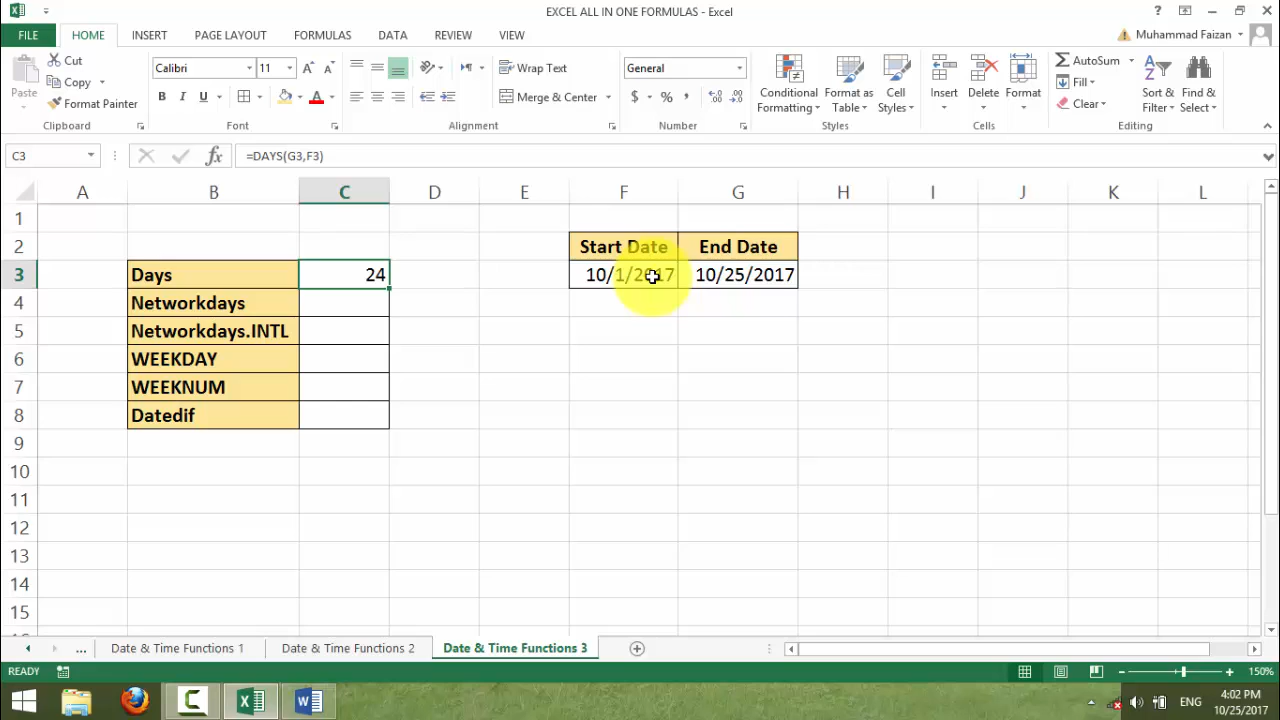 EXCEL ALL IN ONE FORMULAS - Excel
?
FILE HOME INSERT PAGE LAYOUT FORMULAS DATA REVIEW VIEW Muhammad Faizan
Paste
Cut
Copy
Format Painter
Clipboard
Calibri 11
B I U
Font
Wrap Text
Merge & Center
Alignment
General
$ % ,
Number
Conditional Formatting
Format as Table
Cell Styles
Styles
Insert
Delete
Format
Cells
AutoSum
Fill
Clear
Sort & Filter
Find & Select
Editing
C3 fx =DAYS(G3,F3)
A B C D E F G H I J K L
1
2 Start Date End Date
3 Days 24 10/1/2017 10/25/2017
4 Networkdays
5 Networkdays.INTL
6 WEEKDAY
7 WEEKNUM
8 Datedif
9
10
11
12
13
14
15
... Date & Time Functions 1 Date & Time Functions 2 Date & Time Functions 3
READY 150%
ENG 4:02 PM
10/25/2017